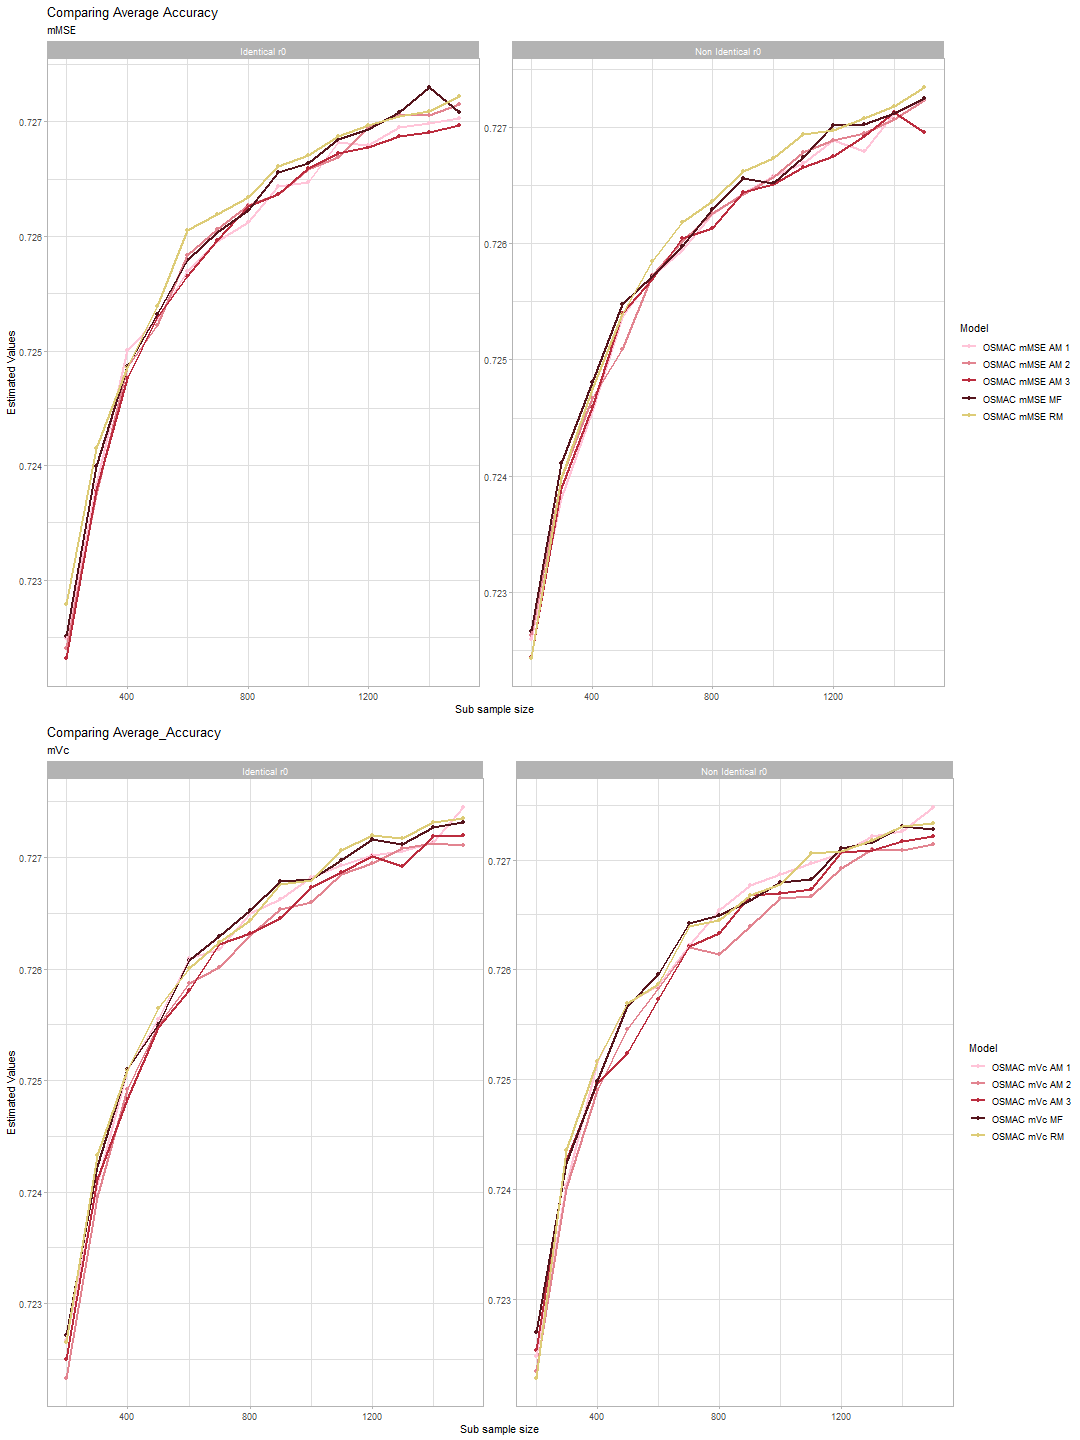 Comparing Average Accuracy
mMSE
Identical r0
Non Identical r0
0.727
0.726
0.725
0.724
0.723
0.727
0.726
0.725
0.724
0.723
Estimated Values
400
800
1200
400
800
1200
Sub sample size
Model
OSMAC mMSE AM 1
OSMAC mMSE AM 2
OSMAC mMSE AM 3
OSMAC mMSE MF
OSMAC mMSE RM
Comparing Average_Accuracy
mVc
Identical r0
Non Identical r0
0.727
0.726
0.725
0.724
0.723
0.727
0.726
0.725
0.724
0.723
Estimated Values
400
800
1200
400
800
1200
Sub sample size
Model
OSMAC mVc AM 1
OSMAC mVc AM 2
OSMAC mVc AM 3
OSMAC mVc MF
OSMAC mVc RM